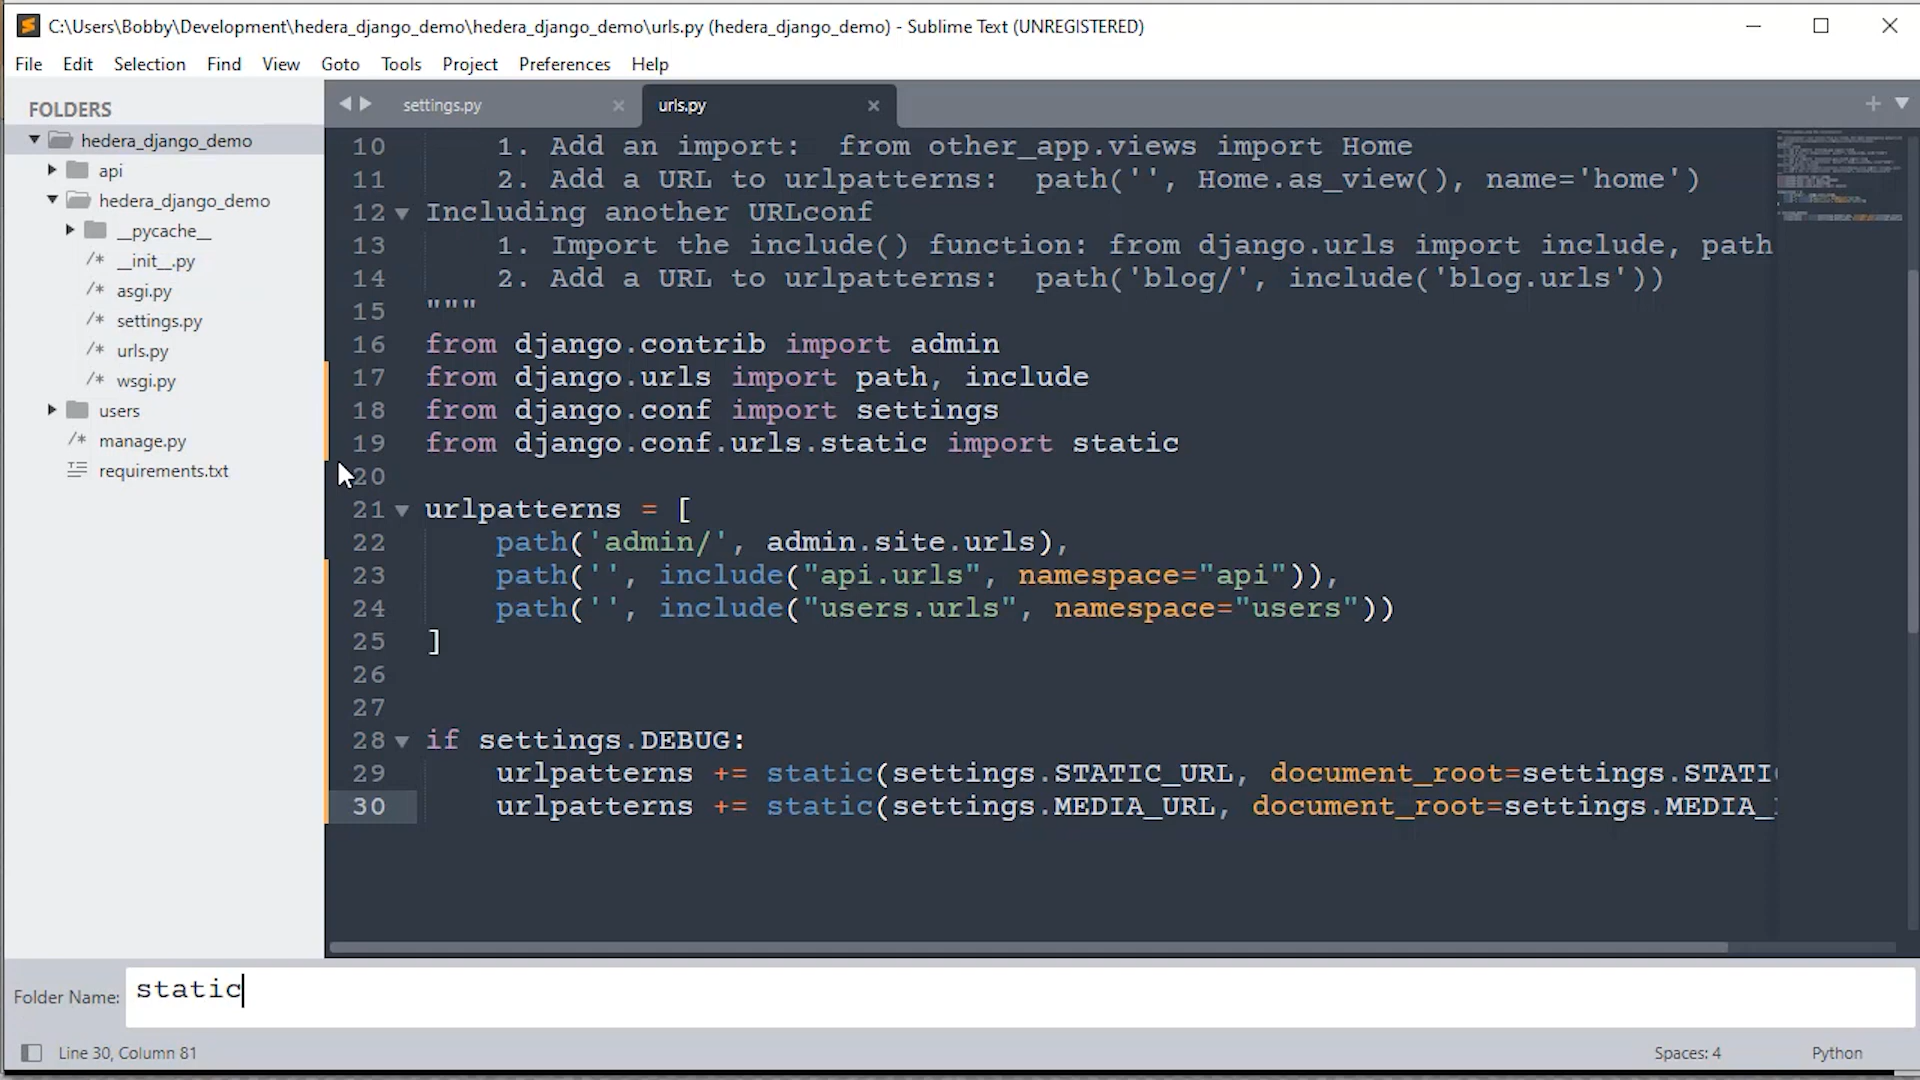 C:\Users\Bobby\Development\hedera_django_demo\hedera_django_demo\urls.py (hedera_django_demo) - Sublime Text (UNREGISTERED)
File Edit Selection Find View Goto Tools Project Preferences Help
FOLDERS
hedera_django_demo
api
hedera_django_demo
__pycache__
/* __init__.py
/* asgi.py
/* settings.py
/* urls.py
/* wsgi.py
users
/* manage.py
requirements.txt
settings.py
urls.py
10     1. Add an import:  from other_app.views import Home
11     2. Add a URL to urlpatterns:  path('', Home.as_view(), name='home')
12 Including another URLconf
13     1. Import the include() function: from django.urls import include, path
14     2. Add a URL to urlpatterns:  path('blog/', include('blog.urls'))
15 """
16 from django.contrib import admin
17 from django.urls import path, include
18 from django.conf import settings
19 from django.conf.urls.static import static
20
21 urlpatterns = [
22     path('admin/', admin.site.urls),
23     path('', include("api.urls", namespace="api")),
24     path('', include("users.urls", namespace="users"))
25 ]
26
27
28 if settings.DEBUG:
29     urlpatterns += static(settings.STATIC_URL, document_root=settings.STATI
30     urlpatterns += static(settings.MEDIA_URL, document_root=settings.MEDIA_
Folder Name: static
Line 30, Column 81
Spaces: 4
Python